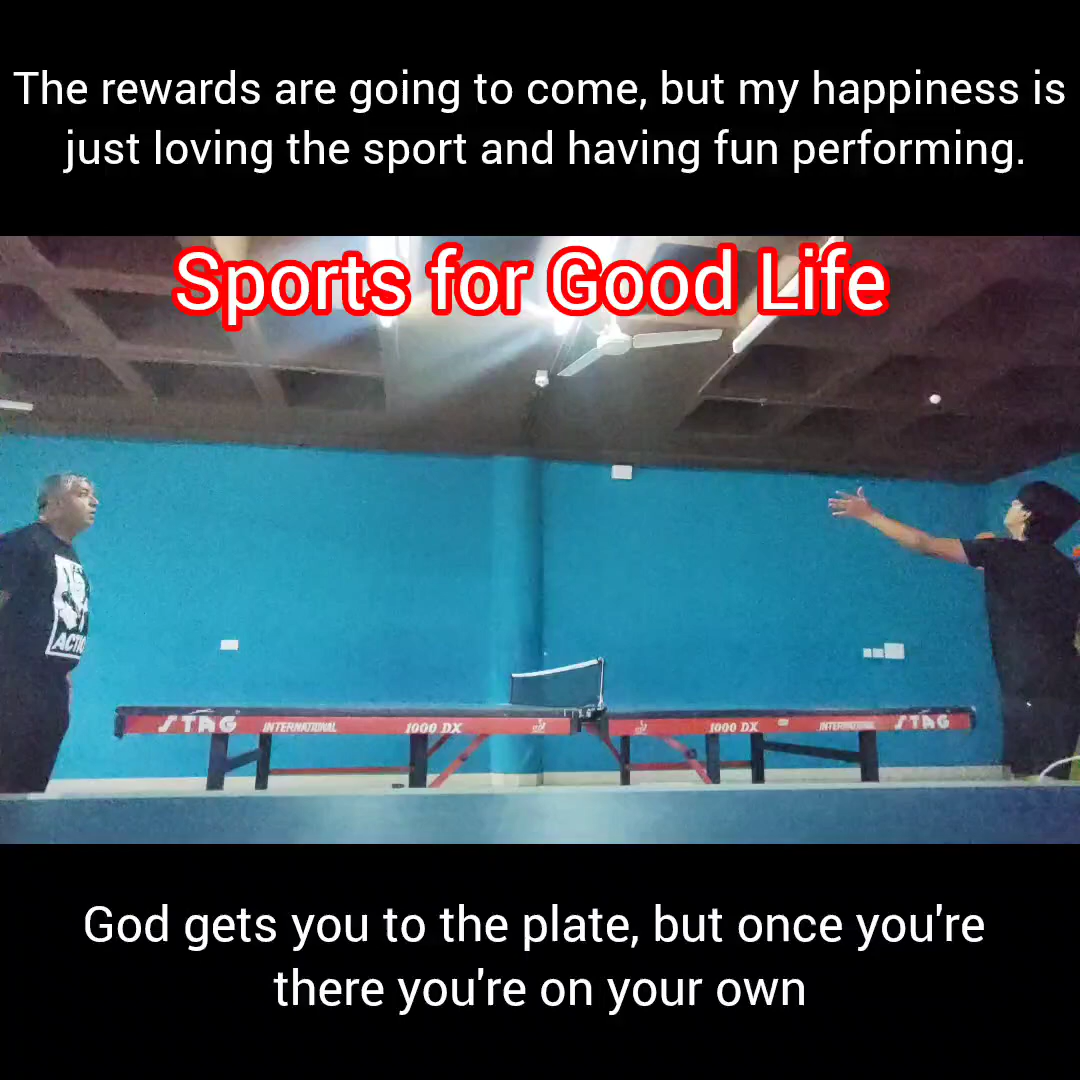 The rewards are going to come, but my happiness is
just loving the sport and having fun performing.
Sports for Good Life
ACTIO
STAG INTERNATIONAL 1000 DX 1000 DX INTERNATIONAL STAG
God gets you to the plate, but once you're
there you're on your own